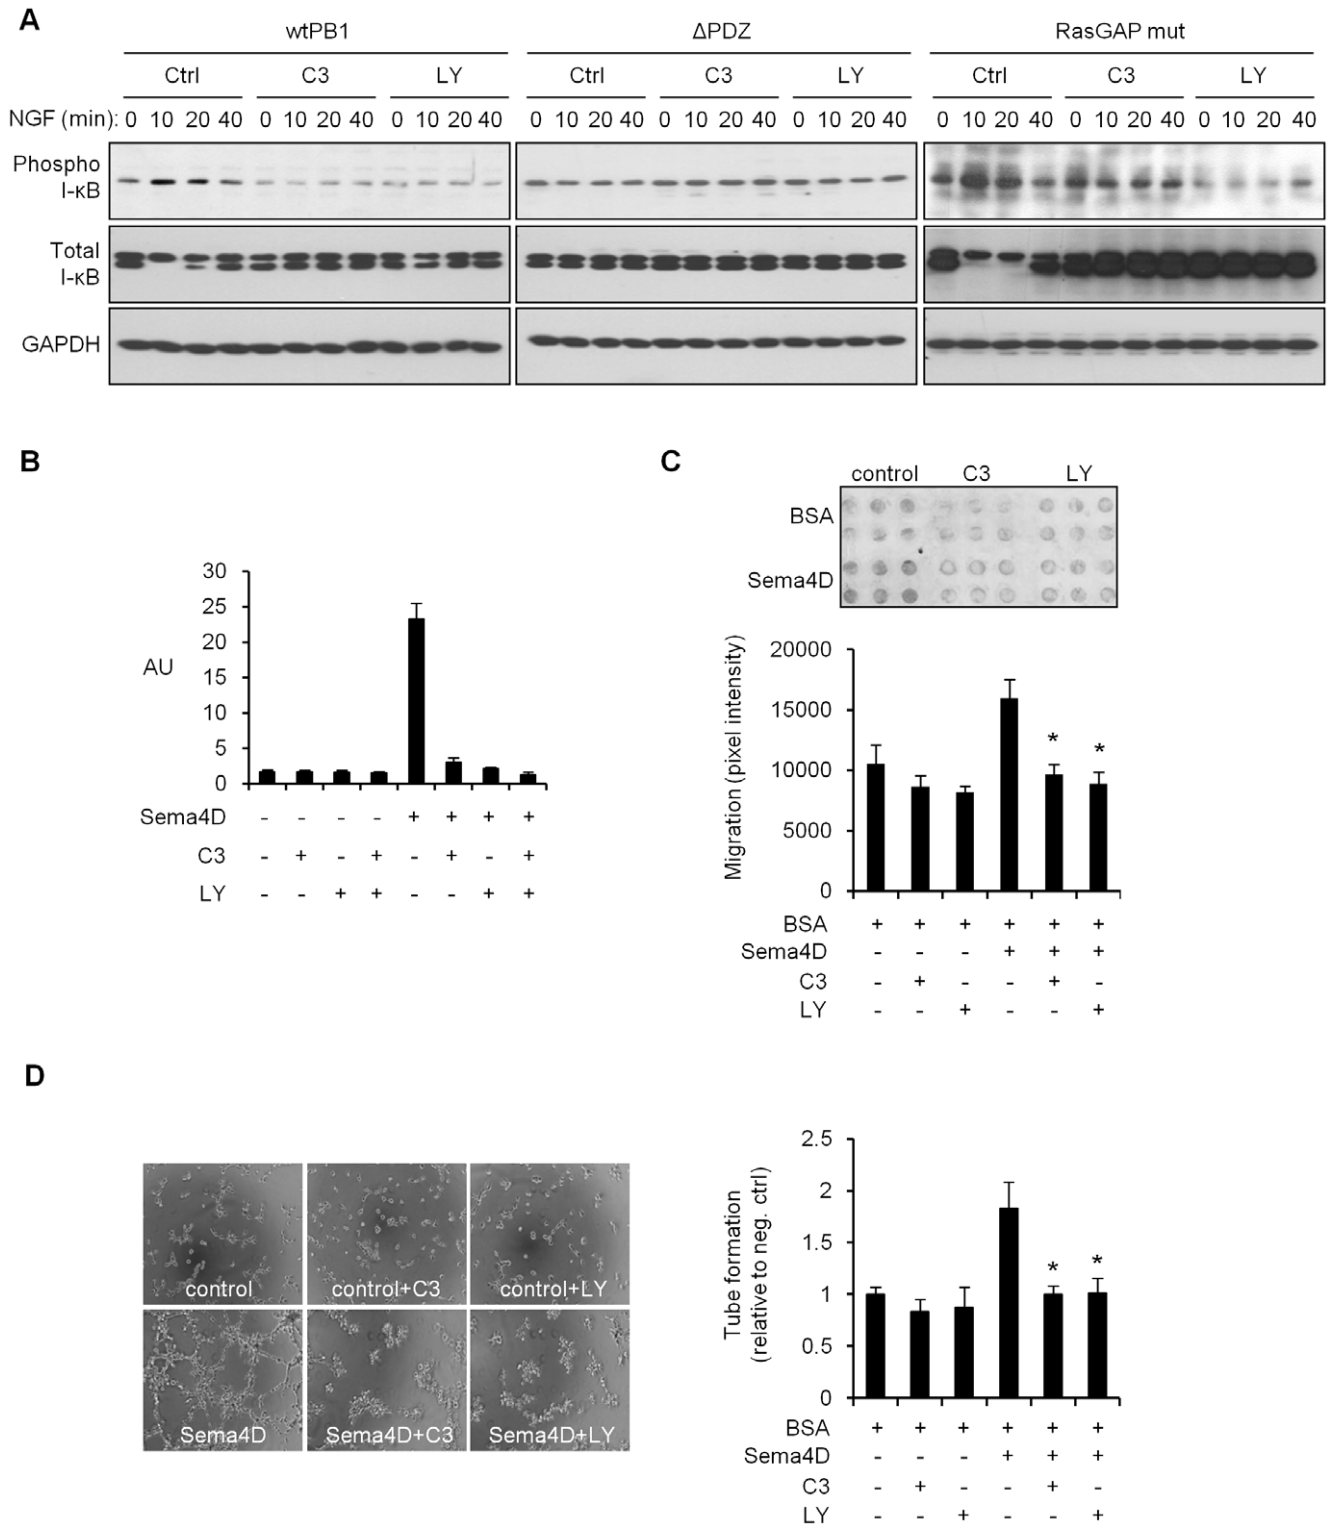 A
wtPB1 ΔPDZ RasGAP mut
Ctrl C3 LY Ctrl C3 LY Ctrl C3 LY
NGF (min): 0 10 20 40 0 10 20 40 0 10 20 40 0 10 20 40 0 10 20 40 0 10 20 40 0 10 20 40 0 10 20 40 0 10 20 40
Phospho
I-κB
Total
I-κB
GAPDH
B
30
25
20
15
10
5
0
AU
Sema4D - - - - + + + +
C3 - + - + - + - +
LY - - + + - - + +
C
control C3 LY
BSA
Sema4D
Migration (pixel intensity)
20000
15000
10000
5000
0
* *
BSA + + + + + +
Sema4D - - - + + +
C3 - + - - + -
LY - - + - - +
D
control control+C3 control+LY
Sema4D Sema4D+C3 Sema4D+LY
Tube formation
(relative to neg. ctrl)
2.5
2
1.5
1
0.5
0
* *
BSA + + + + + +
Sema4D - - - + + +
C3 - + - - + -
LY - - + - - +